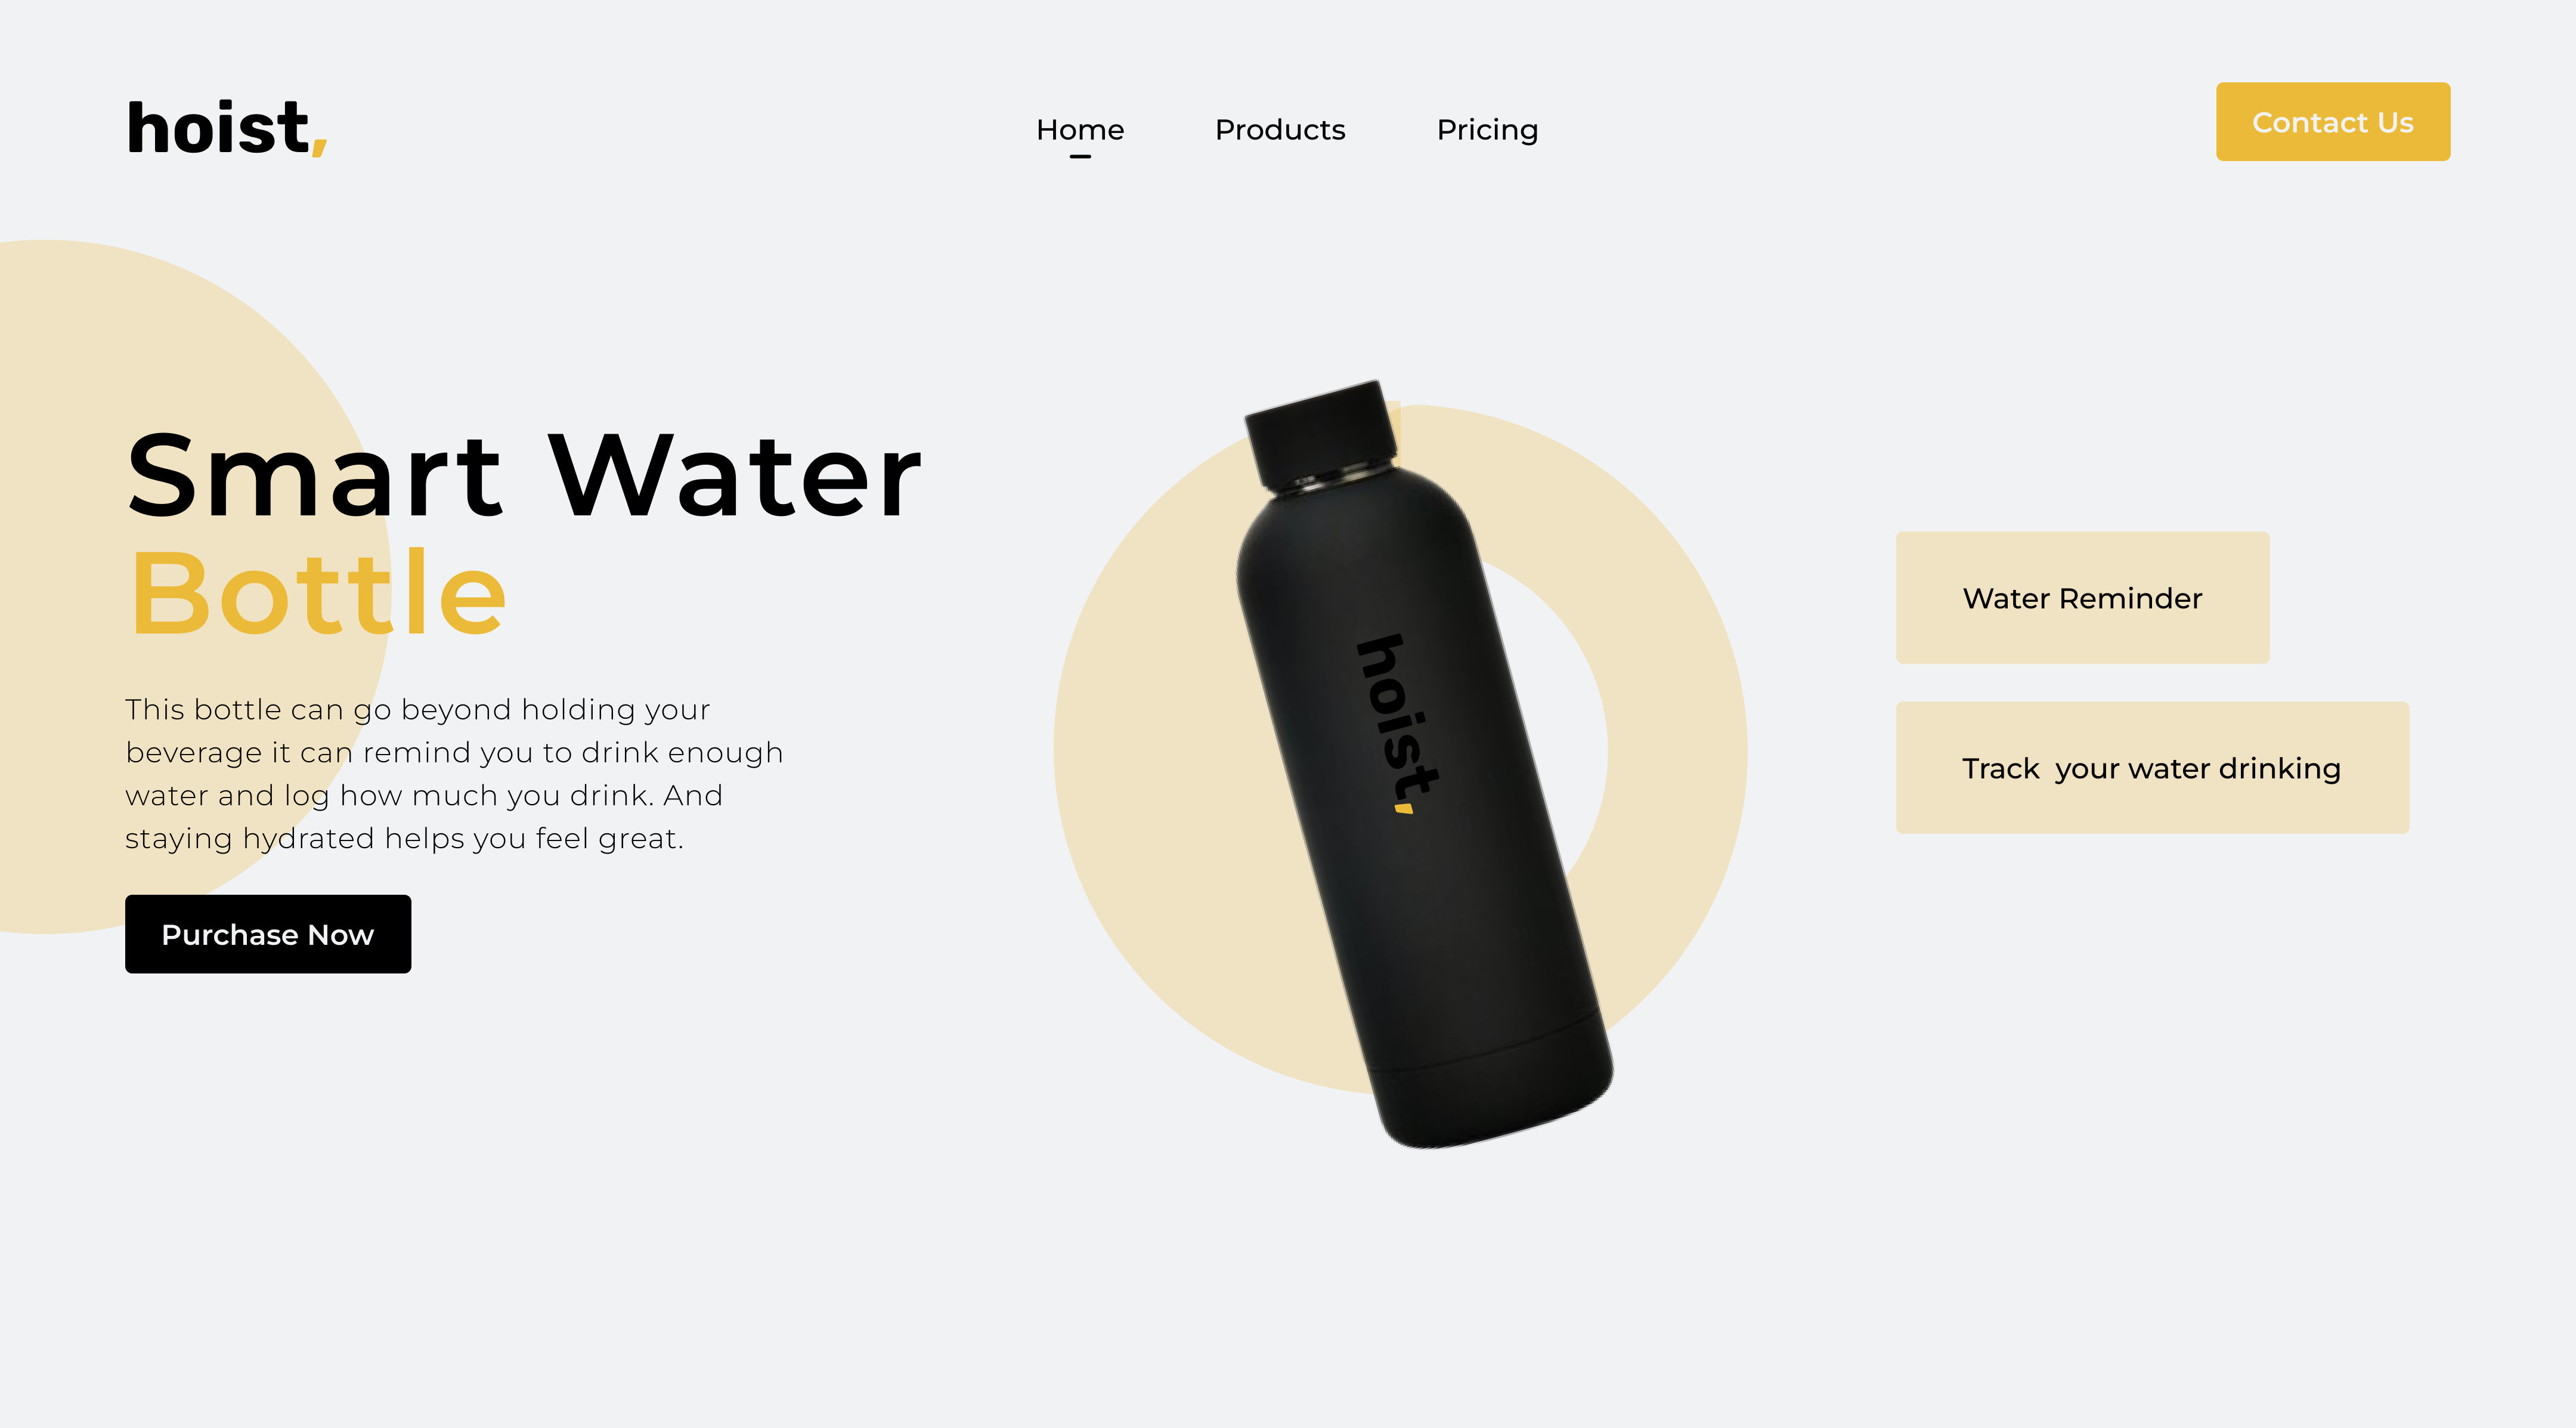 hoist,
Home
Products
Pricing
Contact Us
Smart Water
Bottle
This bottle can go beyond holding your
beverage it can remind you to drink enough
water and log how much you drink. And
staying hydrated helps you feel great.
Purchase Now
hoist,
Water Reminder
Track  your water drinking